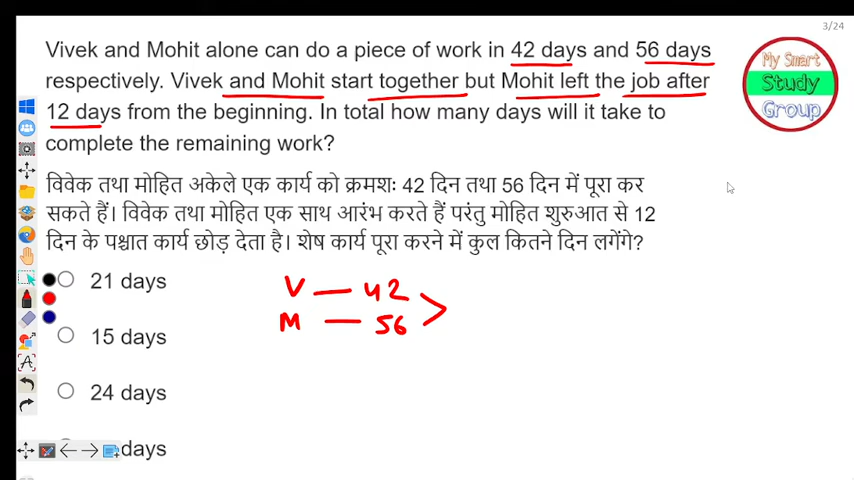 3/24
Vivek and Mohit alone can do a piece of work in 42 days and 56 days
respectively. Vivek and Mohit start together but Mohit left the job after
12 days from the beginning. In total how many days will it take to
complete the remaining work?
My Smart
Study
Group
विवेक तथा मोहित अकेले एक कार्य को क्रमशः 42 दिन तथा 56 दिन में पूरा कर
सकते हैं। विवेक तथा मोहित एक साथ आरंभ करते हैं परंतु मोहित शुरुआत से 12
दिन के पश्चात कार्य छोड़ देता है। शेष कार्य पूरा करने में कुल कितने दिन लगेंगे?
21 days
15 days
24 days
days
V — 42
M — 56